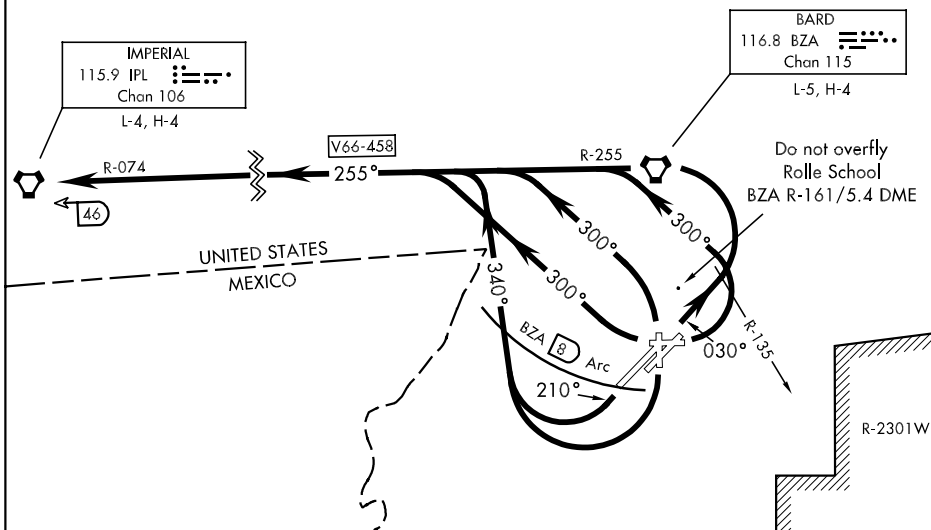 BARD
116.8 BZA
Chan 115
L-5, H-4
IMPERIAL
115.9 IPL
Chan 106
L-4, H-4
V66-458
R-074
255°
R-255
Do not overfly
Rolle School
BZA R-161/5.4 DME
46
300°
300°
300°
340°
UNITED STATES
MEXICO
BZA 8 Arc
R-135
030°
210°
R-2301W